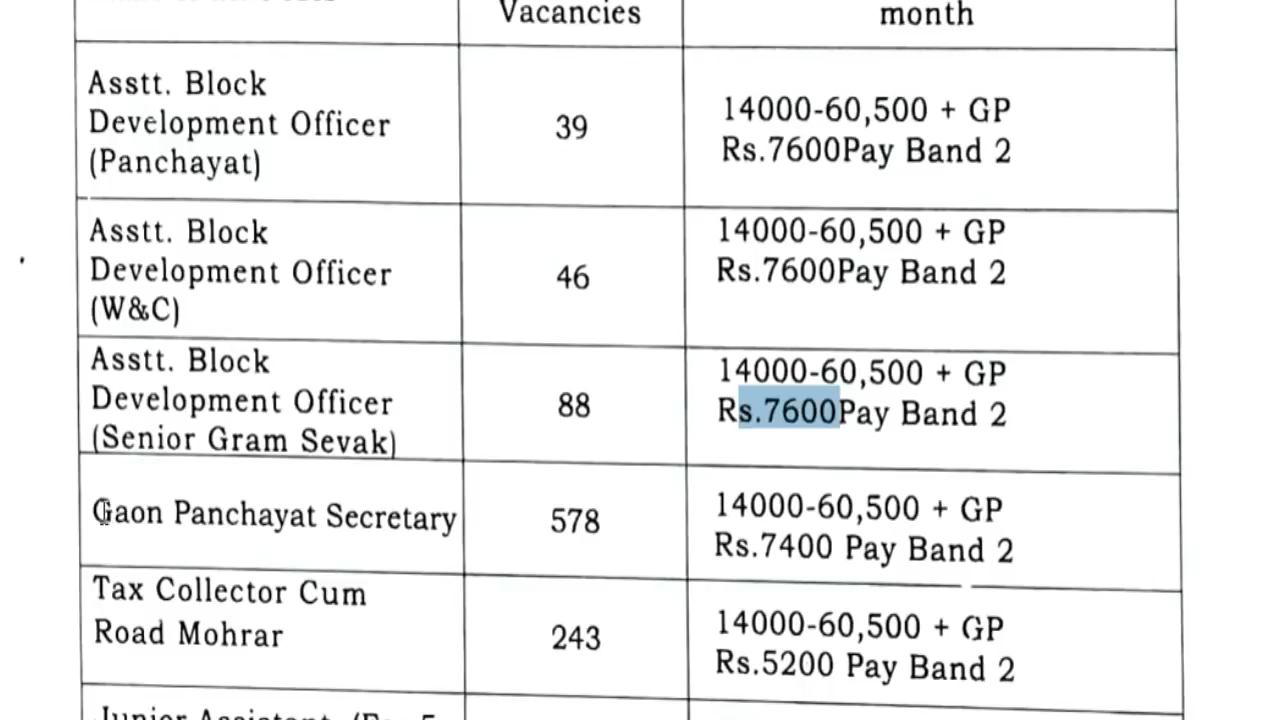 Vacancies
month
Asstt. Block
Development Officer
(Panchayat)
39
14000-60,500 + GP
Rs.7600Pay Band 2
Asstt. Block
Development Officer
(W&C)
46
14000-60,500 + GP
Rs.7600Pay Band 2
Asstt. Block
Development Officer
(Senior Gram Sevak)
88
14000-60,500 + GP
Rs.7600Pay Band 2
Gaon Panchayat Secretary
578
14000-60,500 + GP
Rs.7400 Pay Band 2
Tax Collector Cum
Road Mohrar
243
14000-60,500 + GP
Rs.5200 Pay Band 2
Junior Assistant